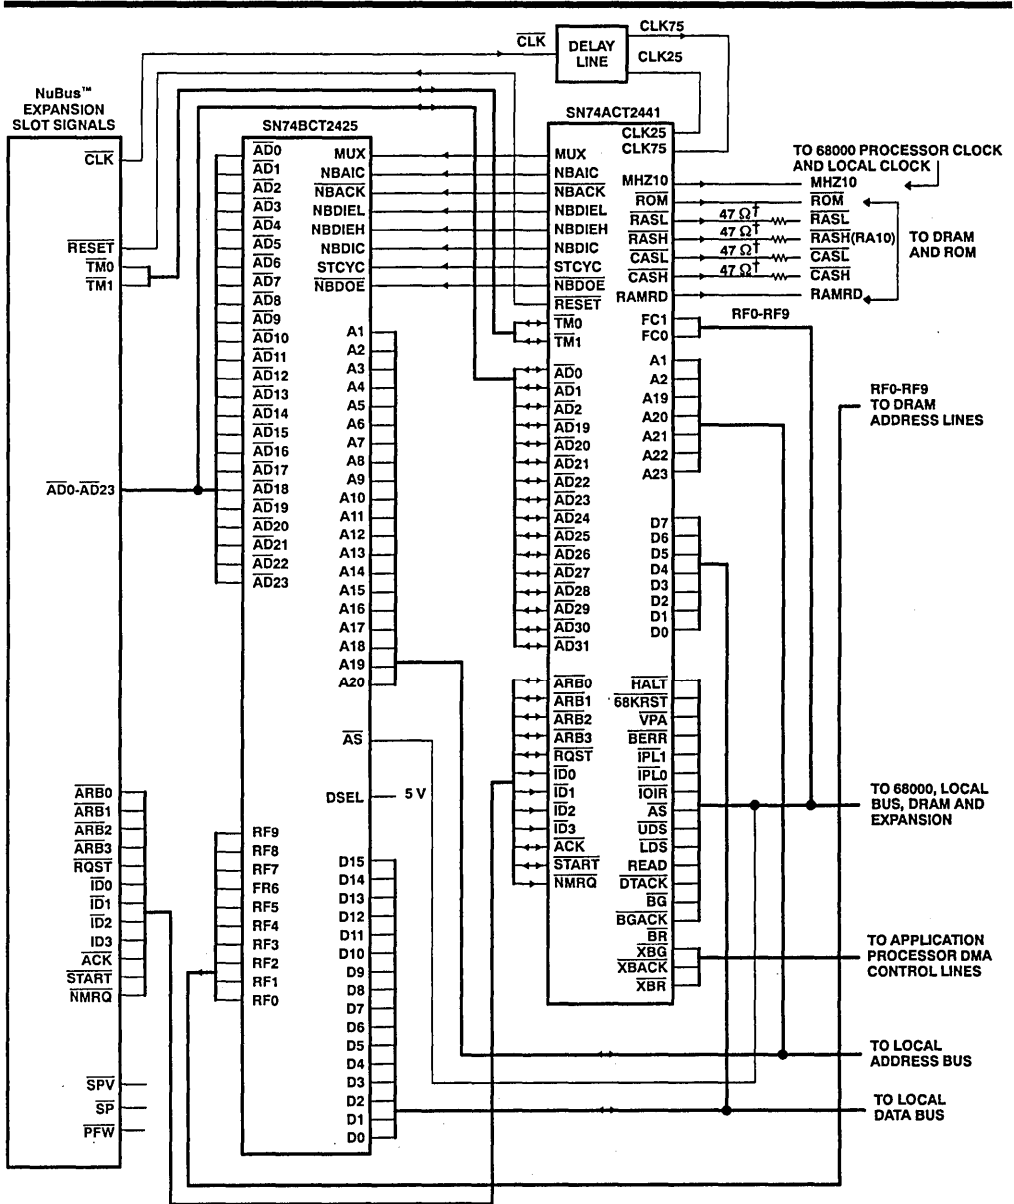 CLK75
CLK
DELAY
LINE
CLK25
NuBus™
EXPANSION
SLOT SIGNALS
CLK
RESET
TM0
TM1
AD0-AD23
ARB0
ARB1
ARB2
ARB3
RQST
ID0
ID1
ID2
ID3
ACK
START
NMRQ
SPV
SP
PFW
SN74BCT2425
AD0
AD1
AD2
AD3
AD4
AD5
AD6
AD7
AD8
AD9
AD10
AD11
AD12
AD13
AD14
AD15
AD16
AD17
AD18
AD19
AD20
AD21
AD22
AD23
RF9
RF8
RF7
FR6
RF5
RF4
RF3
RF2
RF1
RF0
MUX
NBAIC
NBACK
NBDIEL
NBDIEH
NBDIC
STCYC
NBDOE
A1
A2
A3
A4
A5
A6
A7
A8
A9
A10
A11
A12
A13
A14
A15
A16
A17
A18
A19
A20
AS
DSEL
5 V
D15
D14
D13
D12
D11
D10
D9
D8
D7
D6
D5
D4
D3
D2
D1
D0
SN74ACT2441
MUX
NBAIC
NBACK
NBDIEL
NBDIEH
NBDIC
STCYC
NBDOE
RESET
TM0
TM1
AD0
AD1
AD2
AD19
AD20
AD21
AD22
AD23
AD24
AD25
AD26
AD27
AD28
AD29
AD30
AD31
ARB0
ARB1
ARB2
ARB3
RQST
ID0
ID1
ID2
ID3
ACK
START
NMRQ
CLK25
CLK75
MHZ10
ROM
RASL
RASH
CASL
CASH
RAMRD
FC1
FC0
A1
A2
A19
A20
A21
A22
A23
D7
D6
D5
D4
D3
D2
D1
D0
HALT
68KRST
VPA
BERR
IPL1
IPL0
IOIR
AS
UDS
LDS
READ
DTACK
BG
BGACK
BR
XBG
XBACK
XBR
47 Ω†
47 Ω†
47 Ω†
47 Ω†
TO 68000 PROCESSOR CLOCK
AND LOCAL CLOCK
MHZ10
ROM
RASL
RASH(RA10)
CASL
CASH
RAMRD
TO DRAM
AND ROM
RF0-RF9
RF0-RF9
TO DRAM
ADDRESS LINES
TO 68000, LOCAL
BUS, DRAM AND
EXPANSION
TO APPLICATION
PROCESSOR DMA
CONTROL LINES
TO LOCAL
ADDRESS BUS
TO LOCAL
DATA BUS